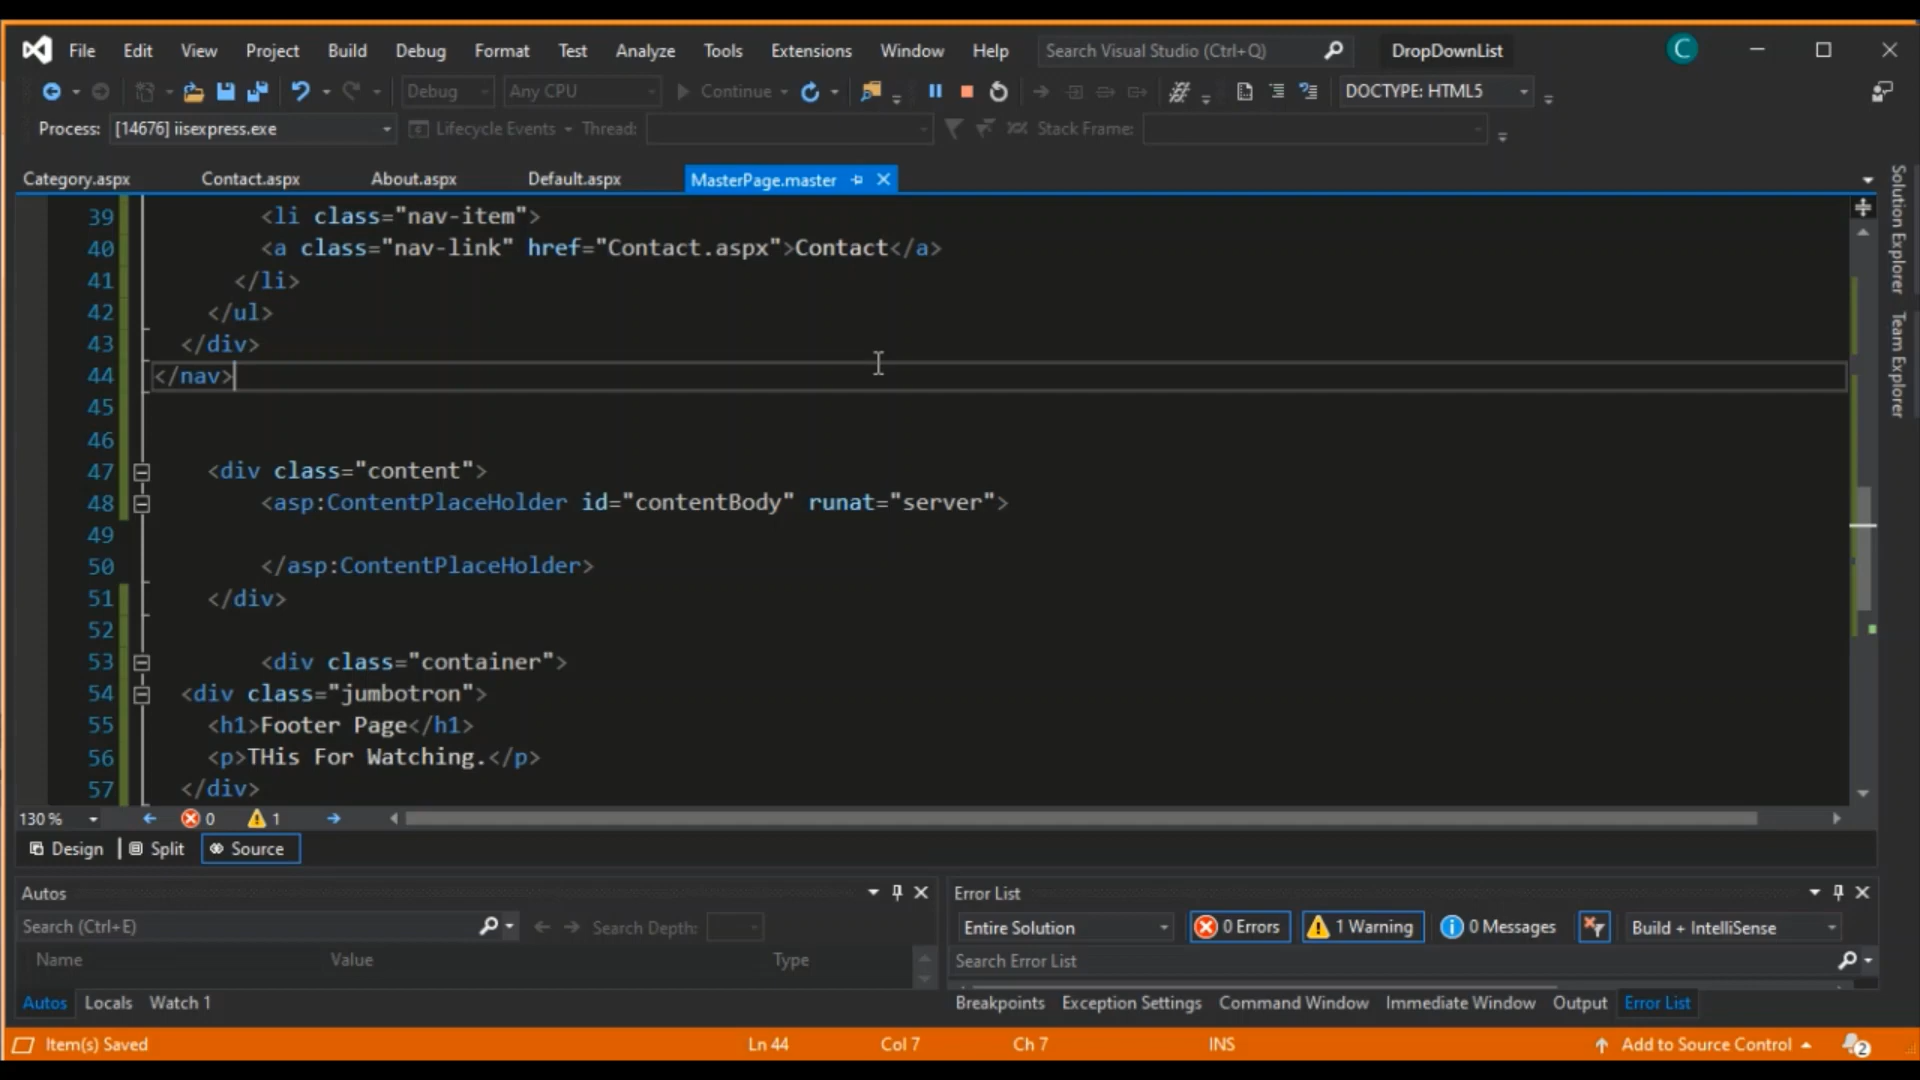 File Edit View Project Build Debug Format Test Analyze Tools Extensions Window Help Search Visual Studio (Ctrl+Q) DropDownList C
Debug Any CPU Continue DOCTYPE: HTML5
Process: [14676] iisexpress.exe Lifecycle Events Thread: Stack Frame:
Category.aspx Contact.aspx About.aspx Default.aspx MasterPage.master
39 <li class="nav-item">
40 <a class="nav-link" href="Contact.aspx">Contact</a>
41 </li>
42 </ul>
43 </div>
44 </nav>
45
46
47 <div class="content">
48 <asp:ContentPlaceHolder id="contentBody" runat="server">
49
50 </asp:ContentPlaceHolder>
51 </div>
52
53 <div class="container">
54 <div class="jumbotron">
55 <h1>Footer Page</h1>
56 <p>THis For Watching.</p>
57 </div>
Solution Explorer
Team Explorer
130 % 0 1
Design Split Source
Autos
Search (Ctrl+E) Search Depth:
Name Value Type
Autos Locals Watch 1
Error List
Entire Solution 0 Errors 1 Warning 0 Messages Build + IntelliSense
Search Error List
Breakpoints Exception Settings Command Window Immediate Window Output Error List
Item(s) Saved Ln 44 Col 7 Ch 7 INS Add to Source Control 2